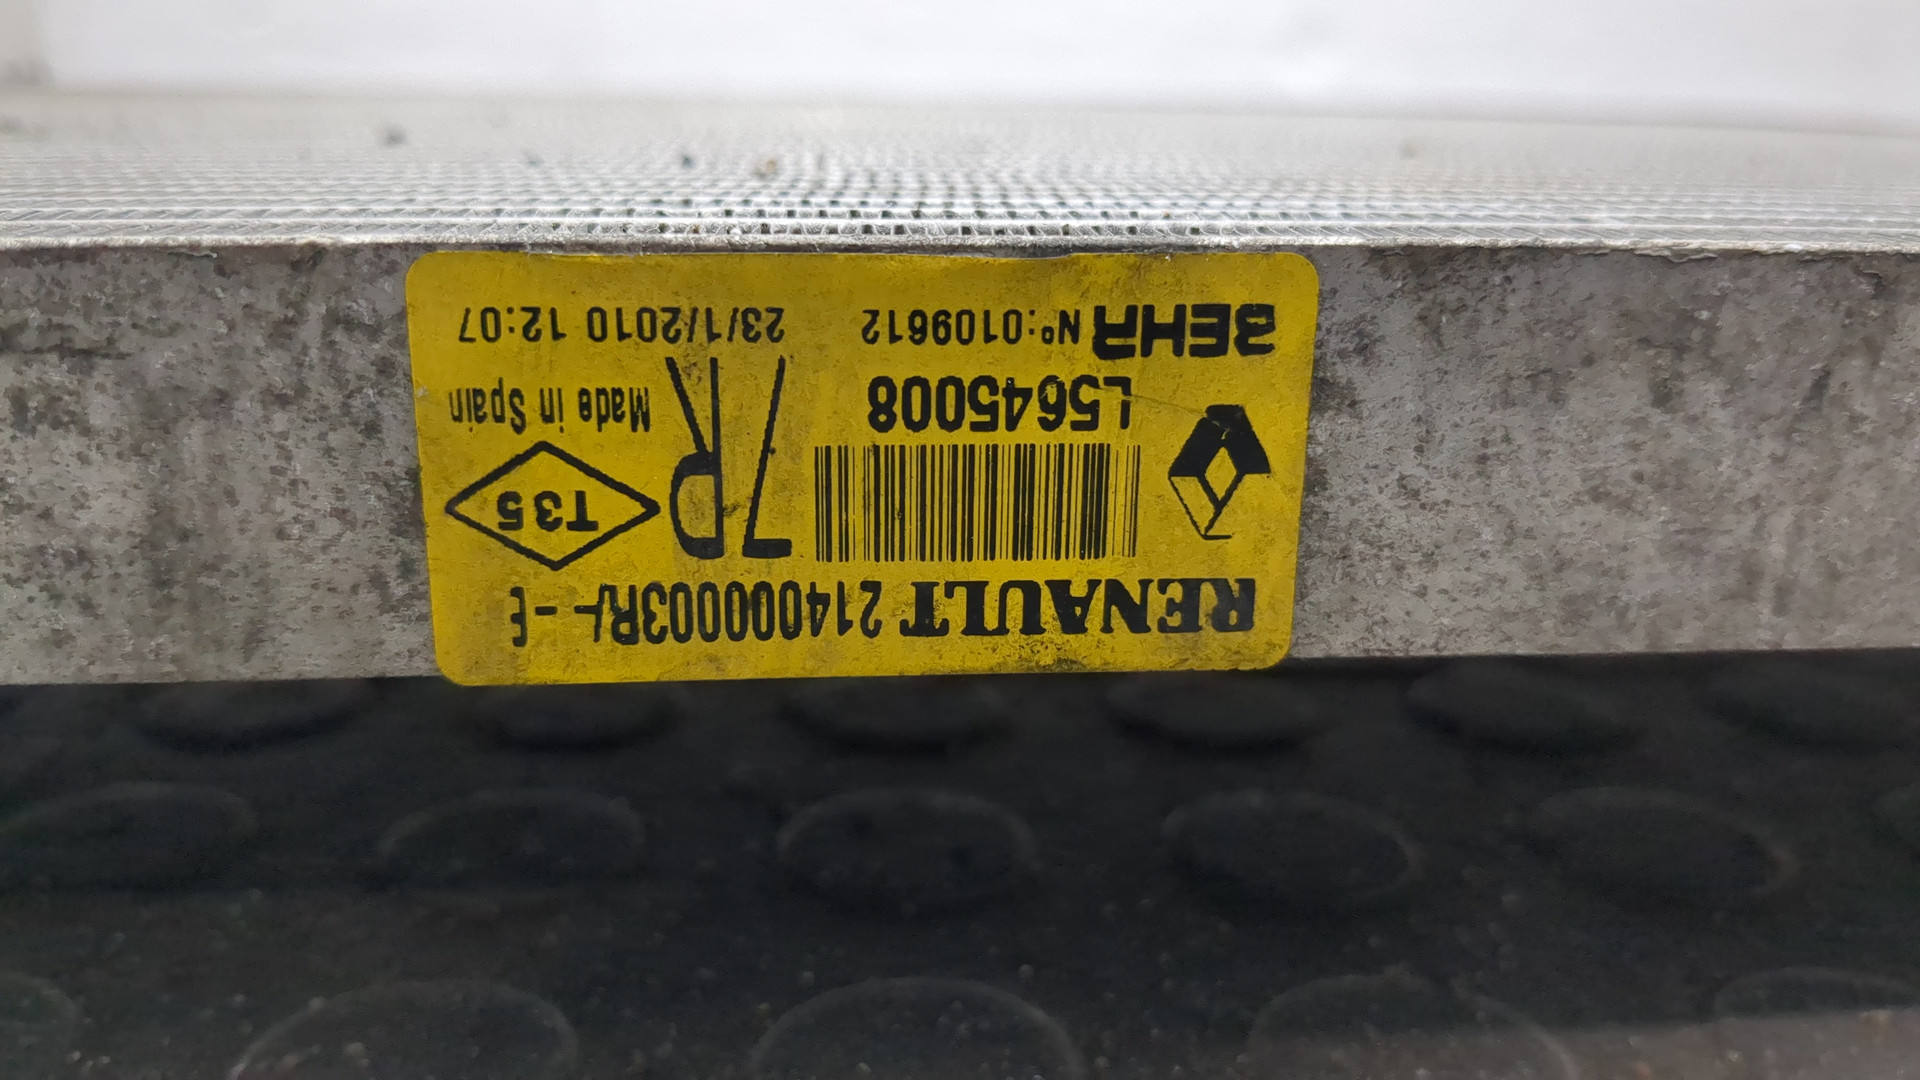 RENAULT 214000003R/- -E
7R
T35
L5645008
Made in Spain
BEHR Nº:0109612 23/1/2010 12:07